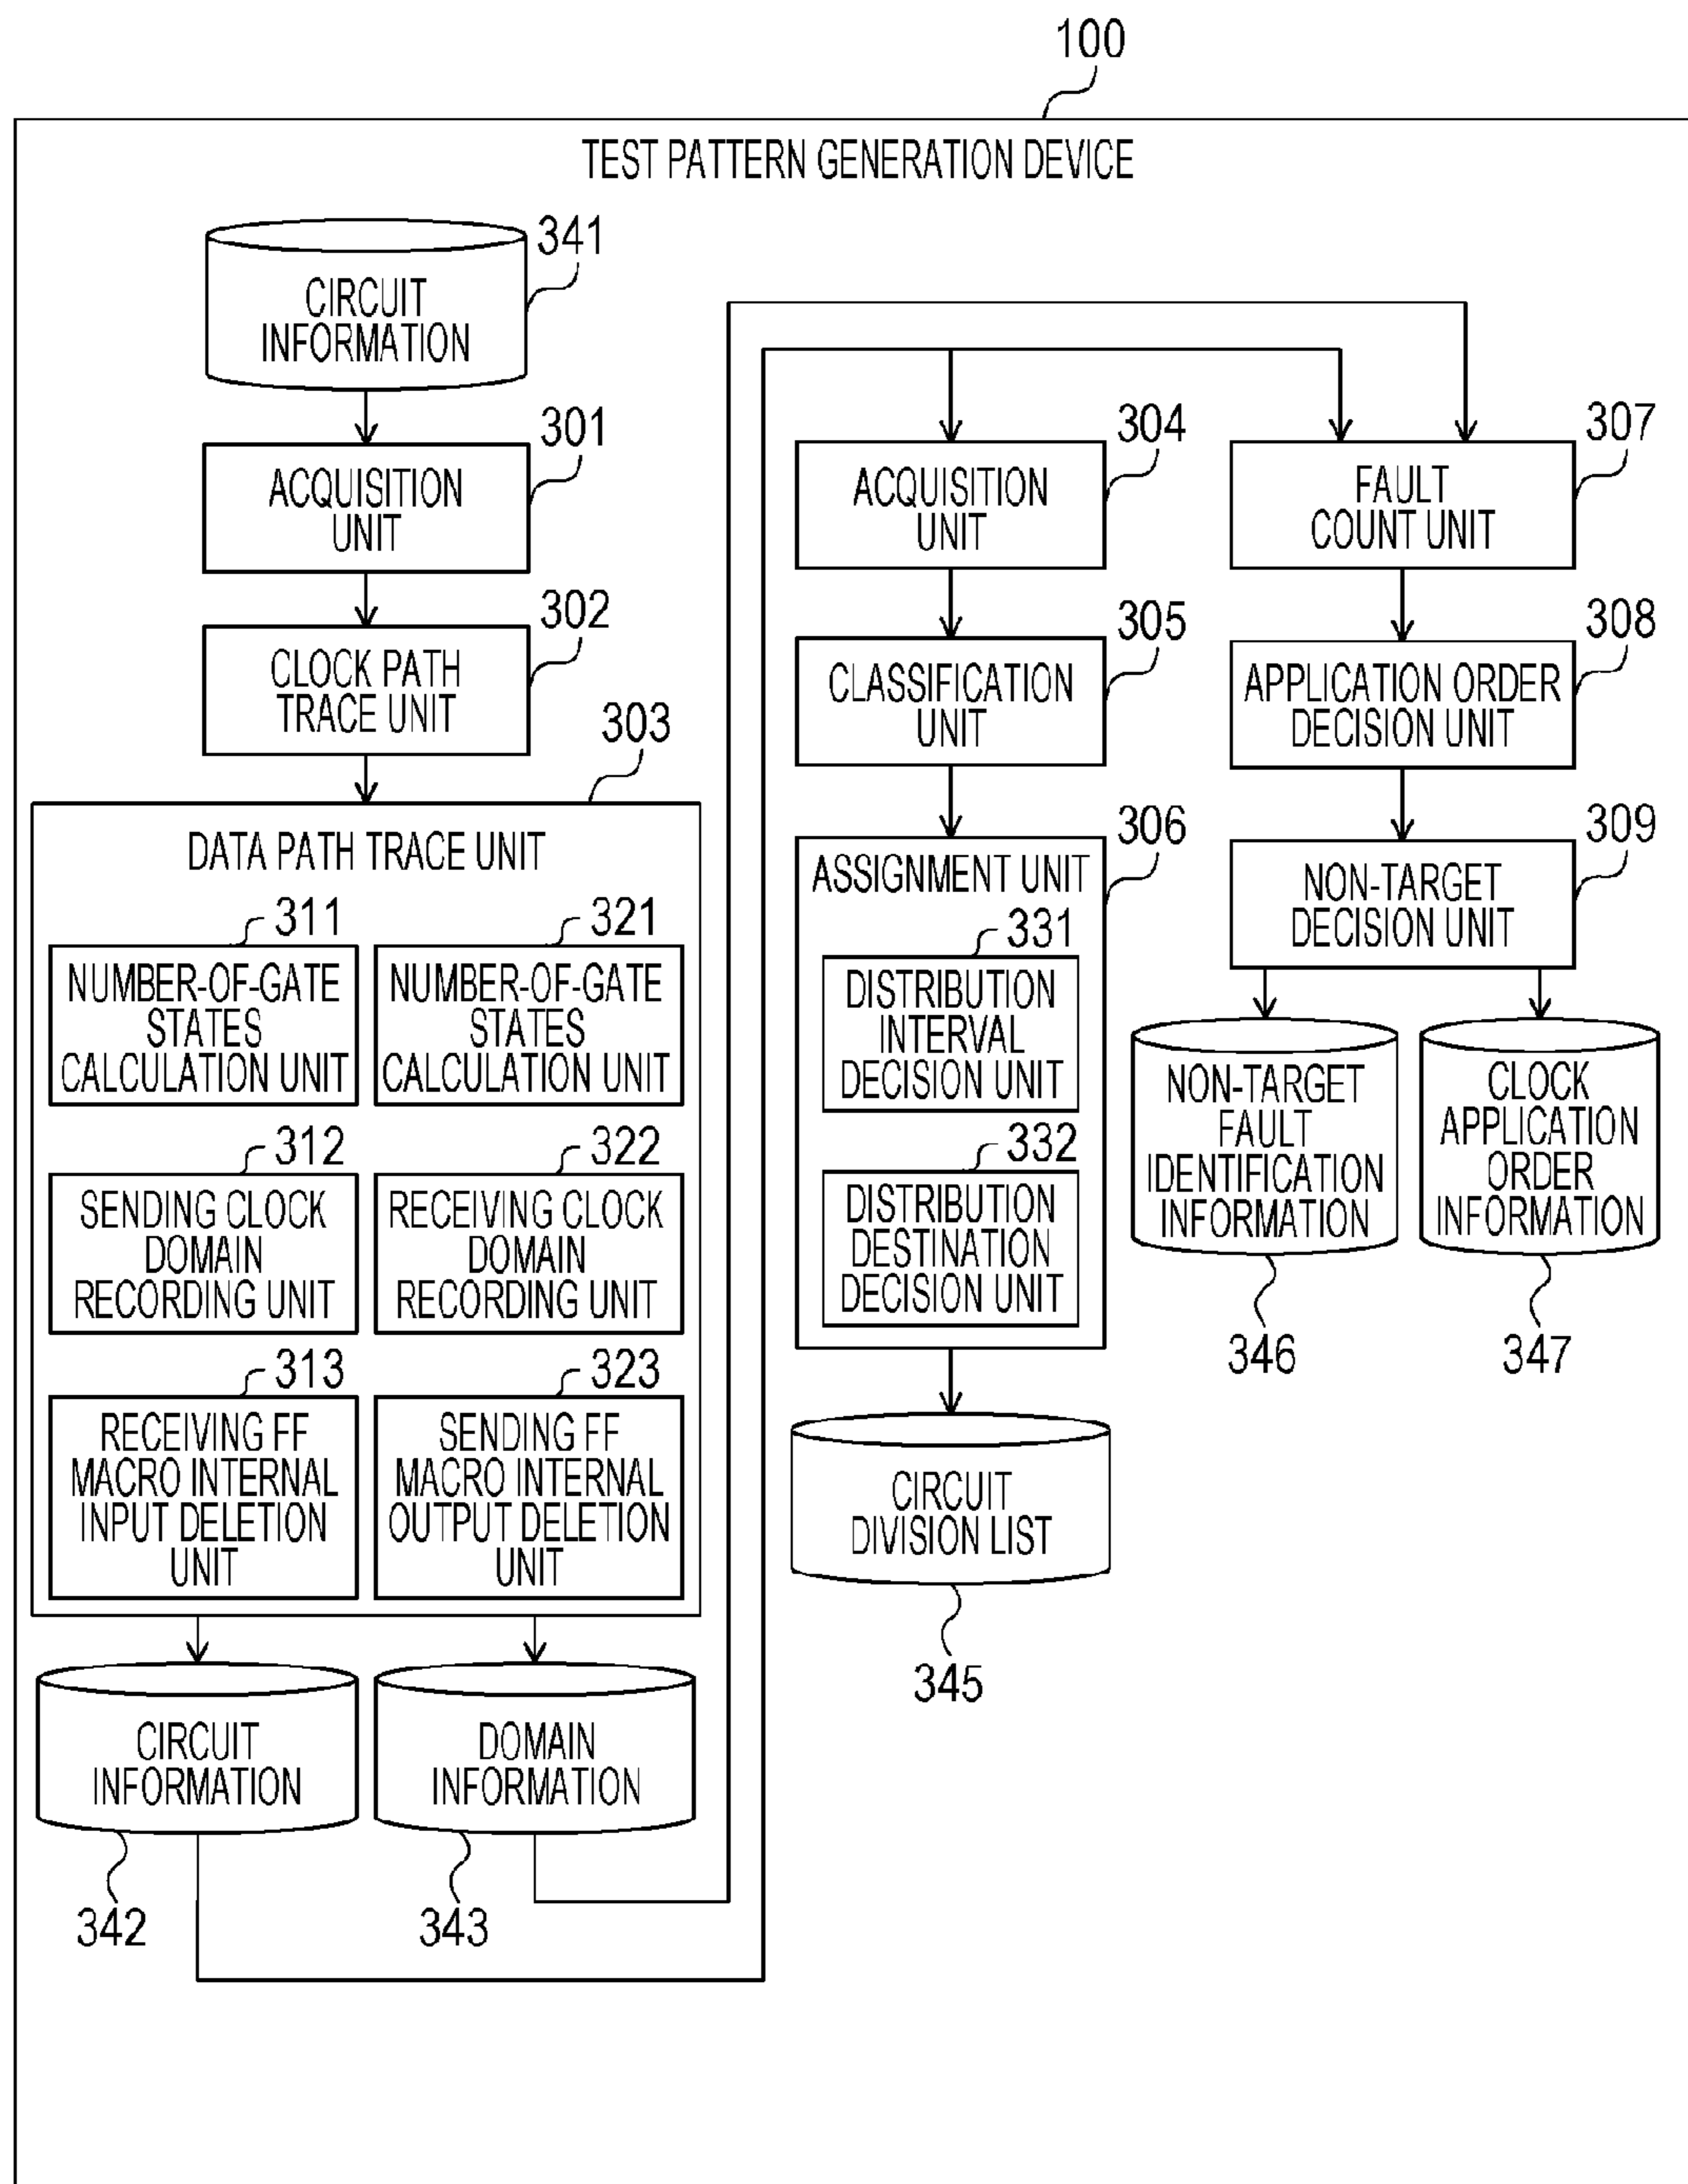 100
TEST PATTERN GENERATION DEVICE
341
CIRCUIT
INFORMATION
301
ACQUISITION
UNIT
302
CLOCK PATH
TRACE UNIT
303
DATA PATH TRACE UNIT
311
NUMBER-OF-GATE
STATES
CALCULATION UNIT
321
NUMBER-OF-GATE
STATES
CALCULATION UNIT
312
SENDING CLOCK
DOMAIN
RECORDING UNIT
322
RECEIVING CLOCK
DOMAIN
RECORDING UNIT
313
RECEIVING FF
MACRO INTERNAL
INPUT DELETION
UNIT
323
SENDING FF
MACRO INTERNAL
OUTPUT DELETION
UNIT
CIRCUIT
INFORMATION
342
DOMAIN
INFORMATION
343
304
ACQUISITION
UNIT
305
CLASSIFICATION
UNIT
306
ASSIGNMENT UNIT
331
DISTRIBUTION
INTERVAL
DECISION UNIT
332
DISTRIBUTION
DESTINATION
DECISION UNIT
CIRCUIT
DIVISION LIST
345
307
FAULT
COUNT UNIT
308
APPLICATION ORDER
DECISION UNIT
309
NON-TARGET
DECISION UNIT
NON-TARGET
FAULT
IDENTIFICATION
INFORMATION
346
CLOCK
APPLICATION
ORDER
INFORMATION
347